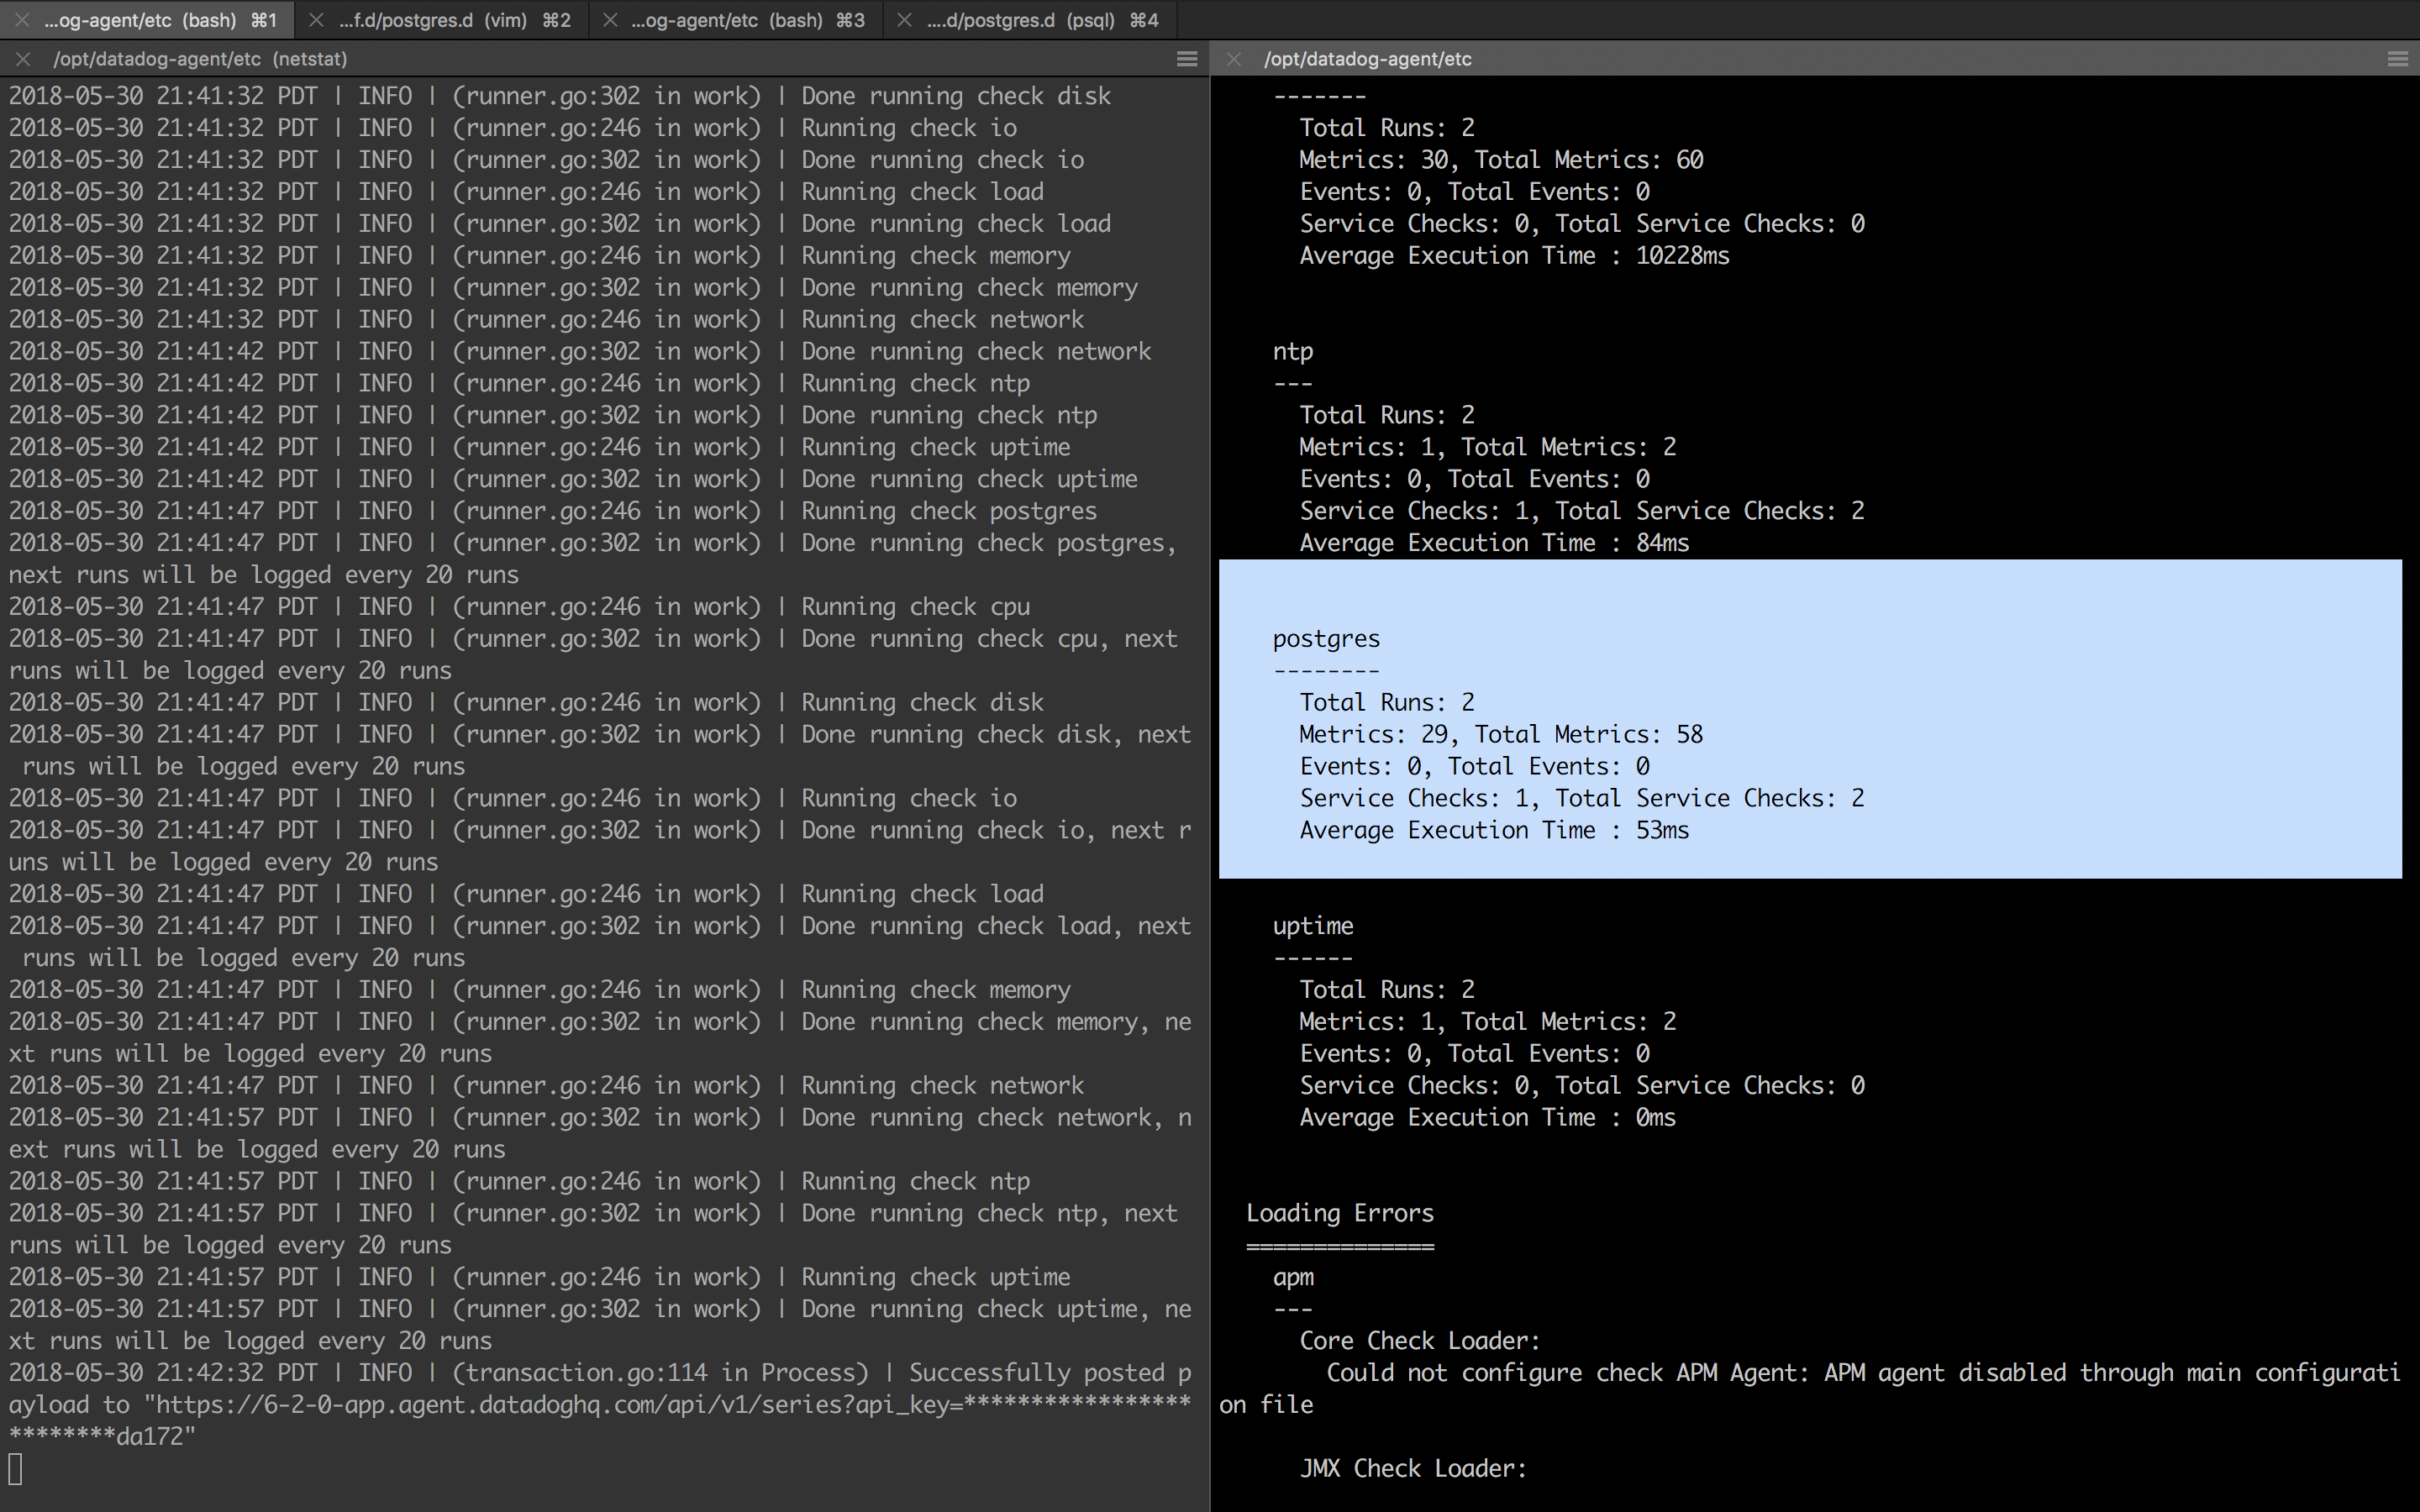 ...og-agent/etc (bash) ⌘1
...f.d/postgres.d (vim) ⌘2
...og-agent/etc (bash) ⌘3
....d/postgres.d (psql) ⌘4
/opt/datadog-agent/etc (netstat)
2018-05-30 21:41:32 PDT | INFO | (runner.go:302 in work) | Done running check disk
2018-05-30 21:41:32 PDT | INFO | (runner.go:246 in work) | Running check io
2018-05-30 21:41:32 PDT | INFO | (runner.go:302 in work) | Done running check io
2018-05-30 21:41:32 PDT | INFO | (runner.go:246 in work) | Running check load
2018-05-30 21:41:32 PDT | INFO | (runner.go:302 in work) | Done running check load
2018-05-30 21:41:32 PDT | INFO | (runner.go:246 in work) | Running check memory
2018-05-30 21:41:32 PDT | INFO | (runner.go:302 in work) | Done running check memory
2018-05-30 21:41:32 PDT | INFO | (runner.go:246 in work) | Running check network
2018-05-30 21:41:42 PDT | INFO | (runner.go:302 in work) | Done running check network
2018-05-30 21:41:42 PDT | INFO | (runner.go:246 in work) | Running check ntp
2018-05-30 21:41:42 PDT | INFO | (runner.go:302 in work) | Done running check ntp
2018-05-30 21:41:42 PDT | INFO | (runner.go:246 in work) | Running check uptime
2018-05-30 21:41:42 PDT | INFO | (runner.go:302 in work) | Done running check uptime
2018-05-30 21:41:47 PDT | INFO | (runner.go:246 in work) | Running check postgres
2018-05-30 21:41:47 PDT | INFO | (runner.go:302 in work) | Done running check postgres,
next runs will be logged every 20 runs
2018-05-30 21:41:47 PDT | INFO | (runner.go:246 in work) | Running check cpu
2018-05-30 21:41:47 PDT | INFO | (runner.go:302 in work) | Done running check cpu, next
runs will be logged every 20 runs
2018-05-30 21:41:47 PDT | INFO | (runner.go:246 in work) | Running check disk
2018-05-30 21:41:47 PDT | INFO | (runner.go:302 in work) | Done running check disk, next
runs will be logged every 20 runs
2018-05-30 21:41:47 PDT | INFO | (runner.go:246 in work) | Running check io
2018-05-30 21:41:47 PDT | INFO | (runner.go:302 in work) | Done running check io, next r
uns will be logged every 20 runs
2018-05-30 21:41:47 PDT | INFO | (runner.go:246 in work) | Running check load
2018-05-30 21:41:47 PDT | INFO | (runner.go:302 in work) | Done running check load, next
runs will be logged every 20 runs
2018-05-30 21:41:47 PDT | INFO | (runner.go:246 in work) | Running check memory
2018-05-30 21:41:47 PDT | INFO | (runner.go:302 in work) | Done running check memory, ne
xt runs will be logged every 20 runs
2018-05-30 21:41:47 PDT | INFO | (runner.go:246 in work) | Running check network
2018-05-30 21:41:57 PDT | INFO | (runner.go:302 in work) | Done running check network, n
ext runs will be logged every 20 runs
2018-05-30 21:41:57 PDT | INFO | (runner.go:246 in work) | Running check ntp
2018-05-30 21:41:57 PDT | INFO | (runner.go:302 in work) | Done running check ntp, next
runs will be logged every 20 runs
2018-05-30 21:41:57 PDT | INFO | (runner.go:246 in work) | Running check uptime
2018-05-30 21:41:57 PDT | INFO | (runner.go:302 in work) | Done running check uptime, ne
xt runs will be logged every 20 runs
2018-05-30 21:42:32 PDT | INFO | (transaction.go:114 in Process) | Successfully posted p
ayload to "https://6-2-0-app.agent.datadoghq.com/api/v1/series?api_key=*****************
********da172"
/opt/datadog-agent/etc
-------
Total Runs: 2
Metrics: 30, Total Metrics: 60
Events: 0, Total Events: 0
Service Checks: 0, Total Service Checks: 0
Average Execution Time : 10228ms
ntp
---
Total Runs: 2
Metrics: 1, Total Metrics: 2
Events: 0, Total Events: 0
Service Checks: 1, Total Service Checks: 2
Average Execution Time : 84ms
postgres
--------
Total Runs: 2
Metrics: 29, Total Metrics: 58
Events: 0, Total Events: 0
Service Checks: 1, Total Service Checks: 2
Average Execution Time : 53ms
uptime
------
Total Runs: 2
Metrics: 1, Total Metrics: 2
Events: 0, Total Events: 0
Service Checks: 0, Total Service Checks: 0
Average Execution Time : 0ms
Loading Errors
==============
apm
---
Core Check Loader:
Could not configure check APM Agent: APM agent disabled through main configurati
on file
JMX Check Loader: